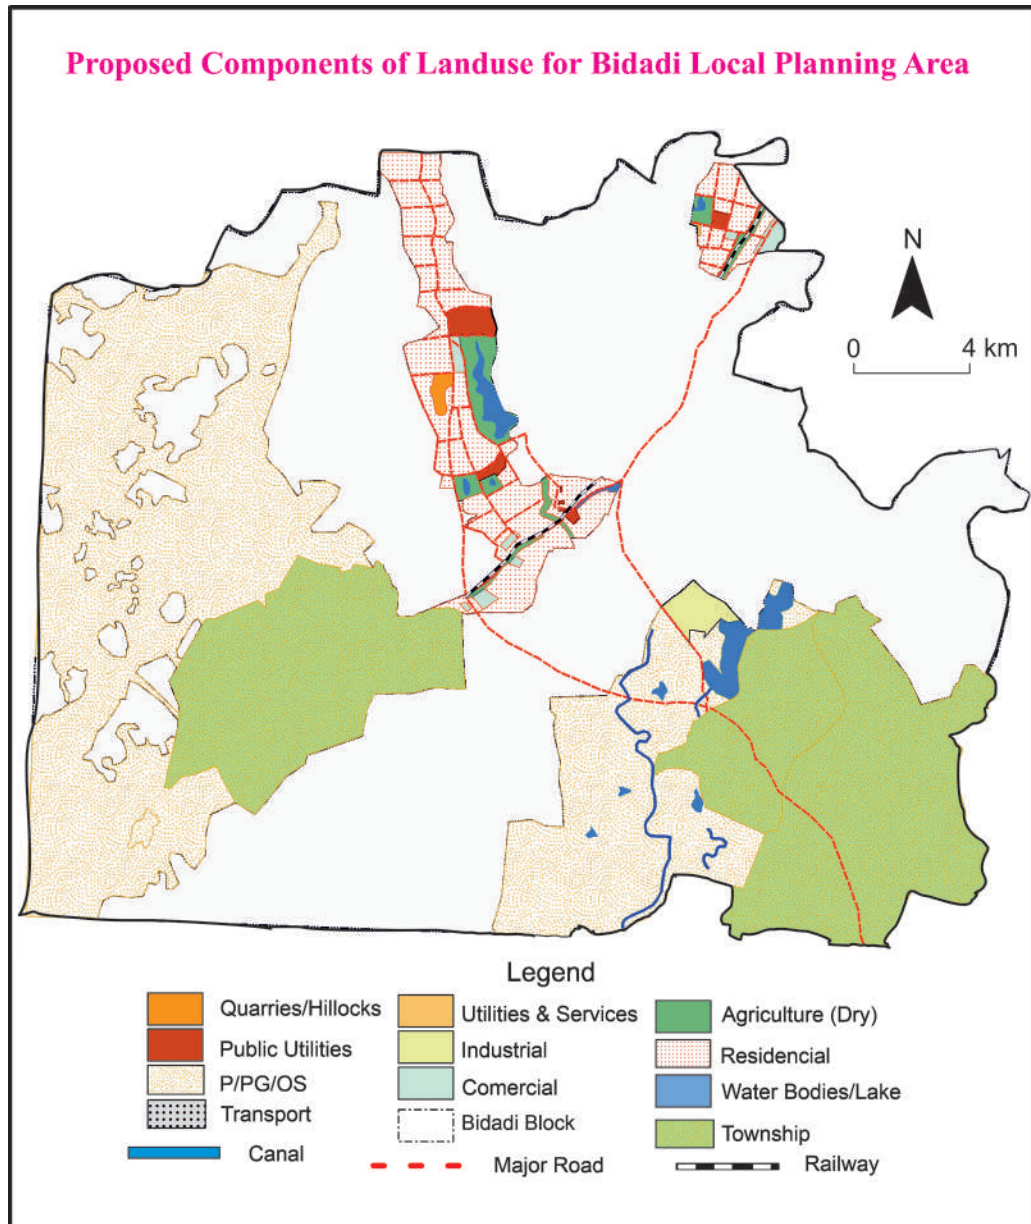 Proposed Components of Landuse for Bidadi Local Planning Area
N
0 4 km
Legend
Quarries/Hillocks
Utilities & Services
Agriculture (Dry)
Public Utilities
Industrial
Residencial
P/PG/OS
Comercial
Water Bodies/Lake
Transport
Bidadi Block
Township
Canal
Major Road
Railway